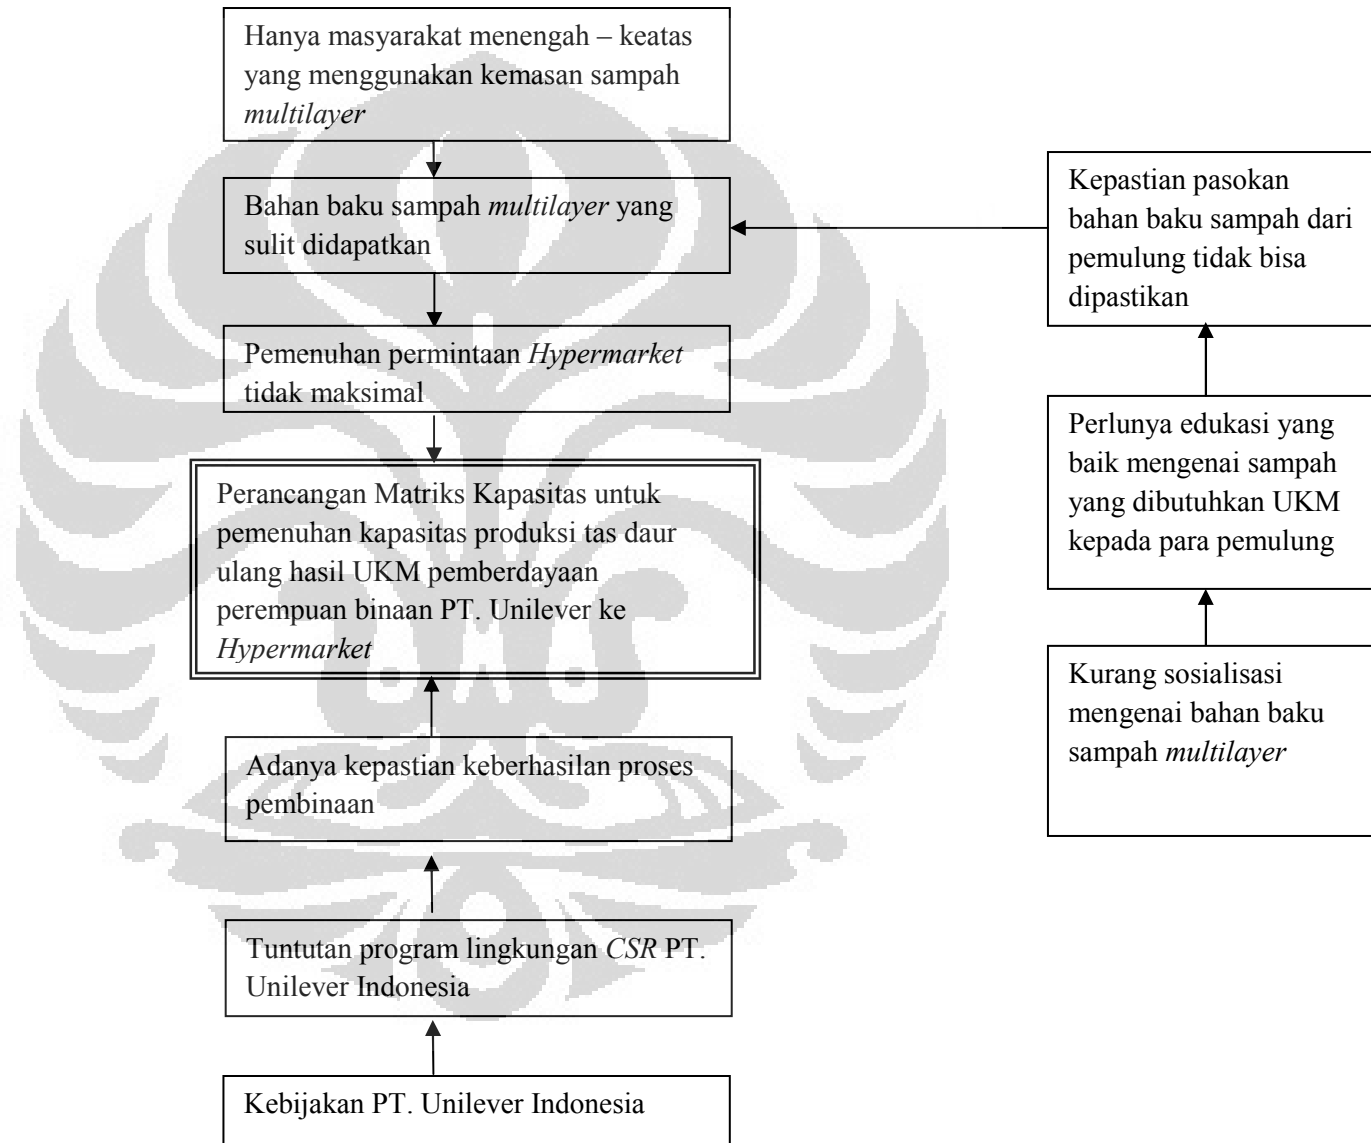 Hanya masyarakat menengah – keatas
yang menggunakan kemasan sampah
multilayer
Bahan baku sampah multilayer yang
sulit didapatkan
Pemenuhan permintaan Hypermarket
tidak maksimal
Perancangan Matriks Kapasitas untuk
pemenuhan kapasitas produksi tas daur
ulang hasil UKM pemberdayaan
perempuan binaan PT. Unilever ke
Hypermarket
Adanya kepastian keberhasilan proses
pembinaan
Tuntutan program lingkungan CSR PT.
Unilever Indonesia
Kebijakan PT. Unilever Indonesia
Kepastian pasokan
bahan baku sampah dari
pemulung tidak bisa
dipastikan
Perlunya edukasi yang
baik mengenai sampah
yang dibutuhkan UKM
kepada para pemulung
Kurang sosialisasi
mengenai bahan baku
sampah multilayer